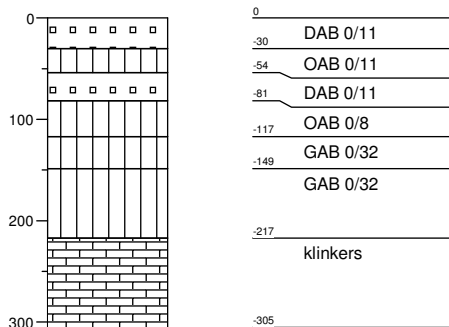 0
100
200
300
0
DAB 0/11
-30
OAB 0/11
-54
DAB 0/11
-81
OAB 0/8
-117
GAB 0/32
-149
GAB 0/32
-217
klinkers
-305